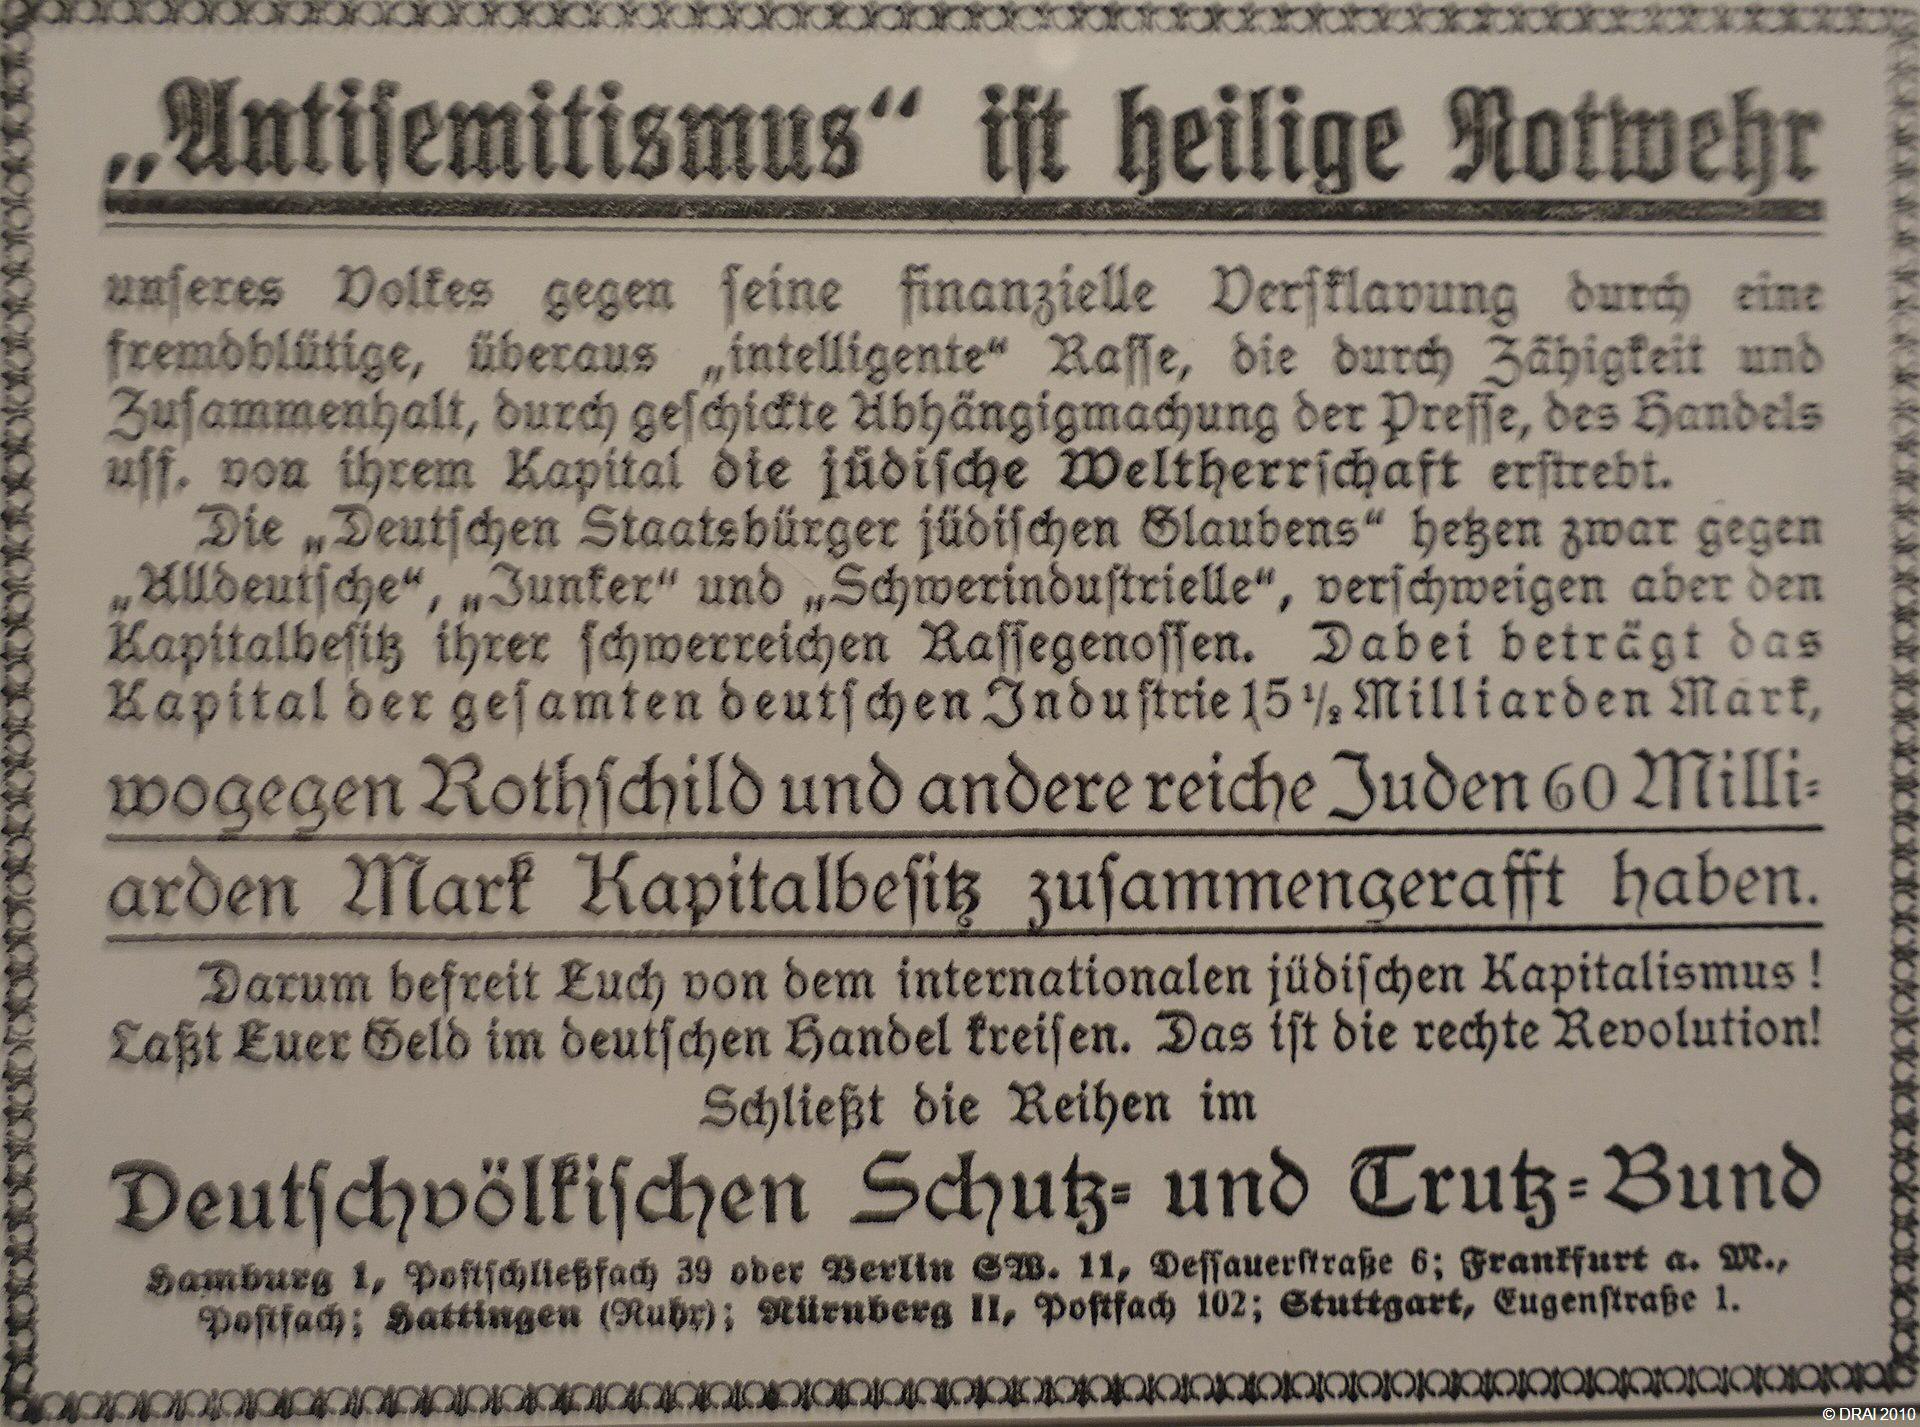 „Antisemitismus“ ist heilige Notwehr
unseres Volkes gegen seine finanzielle Versklavung durch eine
fremdblütige, überaus „intelligente“ Rasse, die durch Zähigkeit und
Zusammenhalt, durch geschickte Abhängigmachung der Presse, des Handels
usf. von ihrem Kapital die jüdische Weltherrschaft erstrebt.
Die „Deutschen Staatsbürger jüdischen Glaubens“ hetzen zwar gegen
„Alldeutsche“, „Junker“ und „Schwerindustrielle“, verschweigen aber den
Kapitalbesitz ihrer schwerreichen Rassegenossen. Dabei beträgt das
Kapital der gesamten deutschen Industrie 15 1/2 Milliarden Mark,
wogegen Rothschild und andere reiche Juden 60 Milli-
arden Mark Kapitalbesitz zusammengerafft haben.
Darum befreit Euch von dem internationalen jüdischen Kapitalismus!
Laßt Euer Geld im deutschen Handel kreisen. Das ist die rechte Revolution!
Schließt die Reihen im
Deutschvölkischen Schutz- und Trutz-Bund
Hamburg 1, Postschließfach 39 oder Berlin SW. 11, Dessauerstraße 6; Frankfurt a. M.,
Postfach; Hattingen (Ruhr); Nürnberg II, Postfach 102; Stuttgart, Eugenstraße 1.
© DRAI 2010